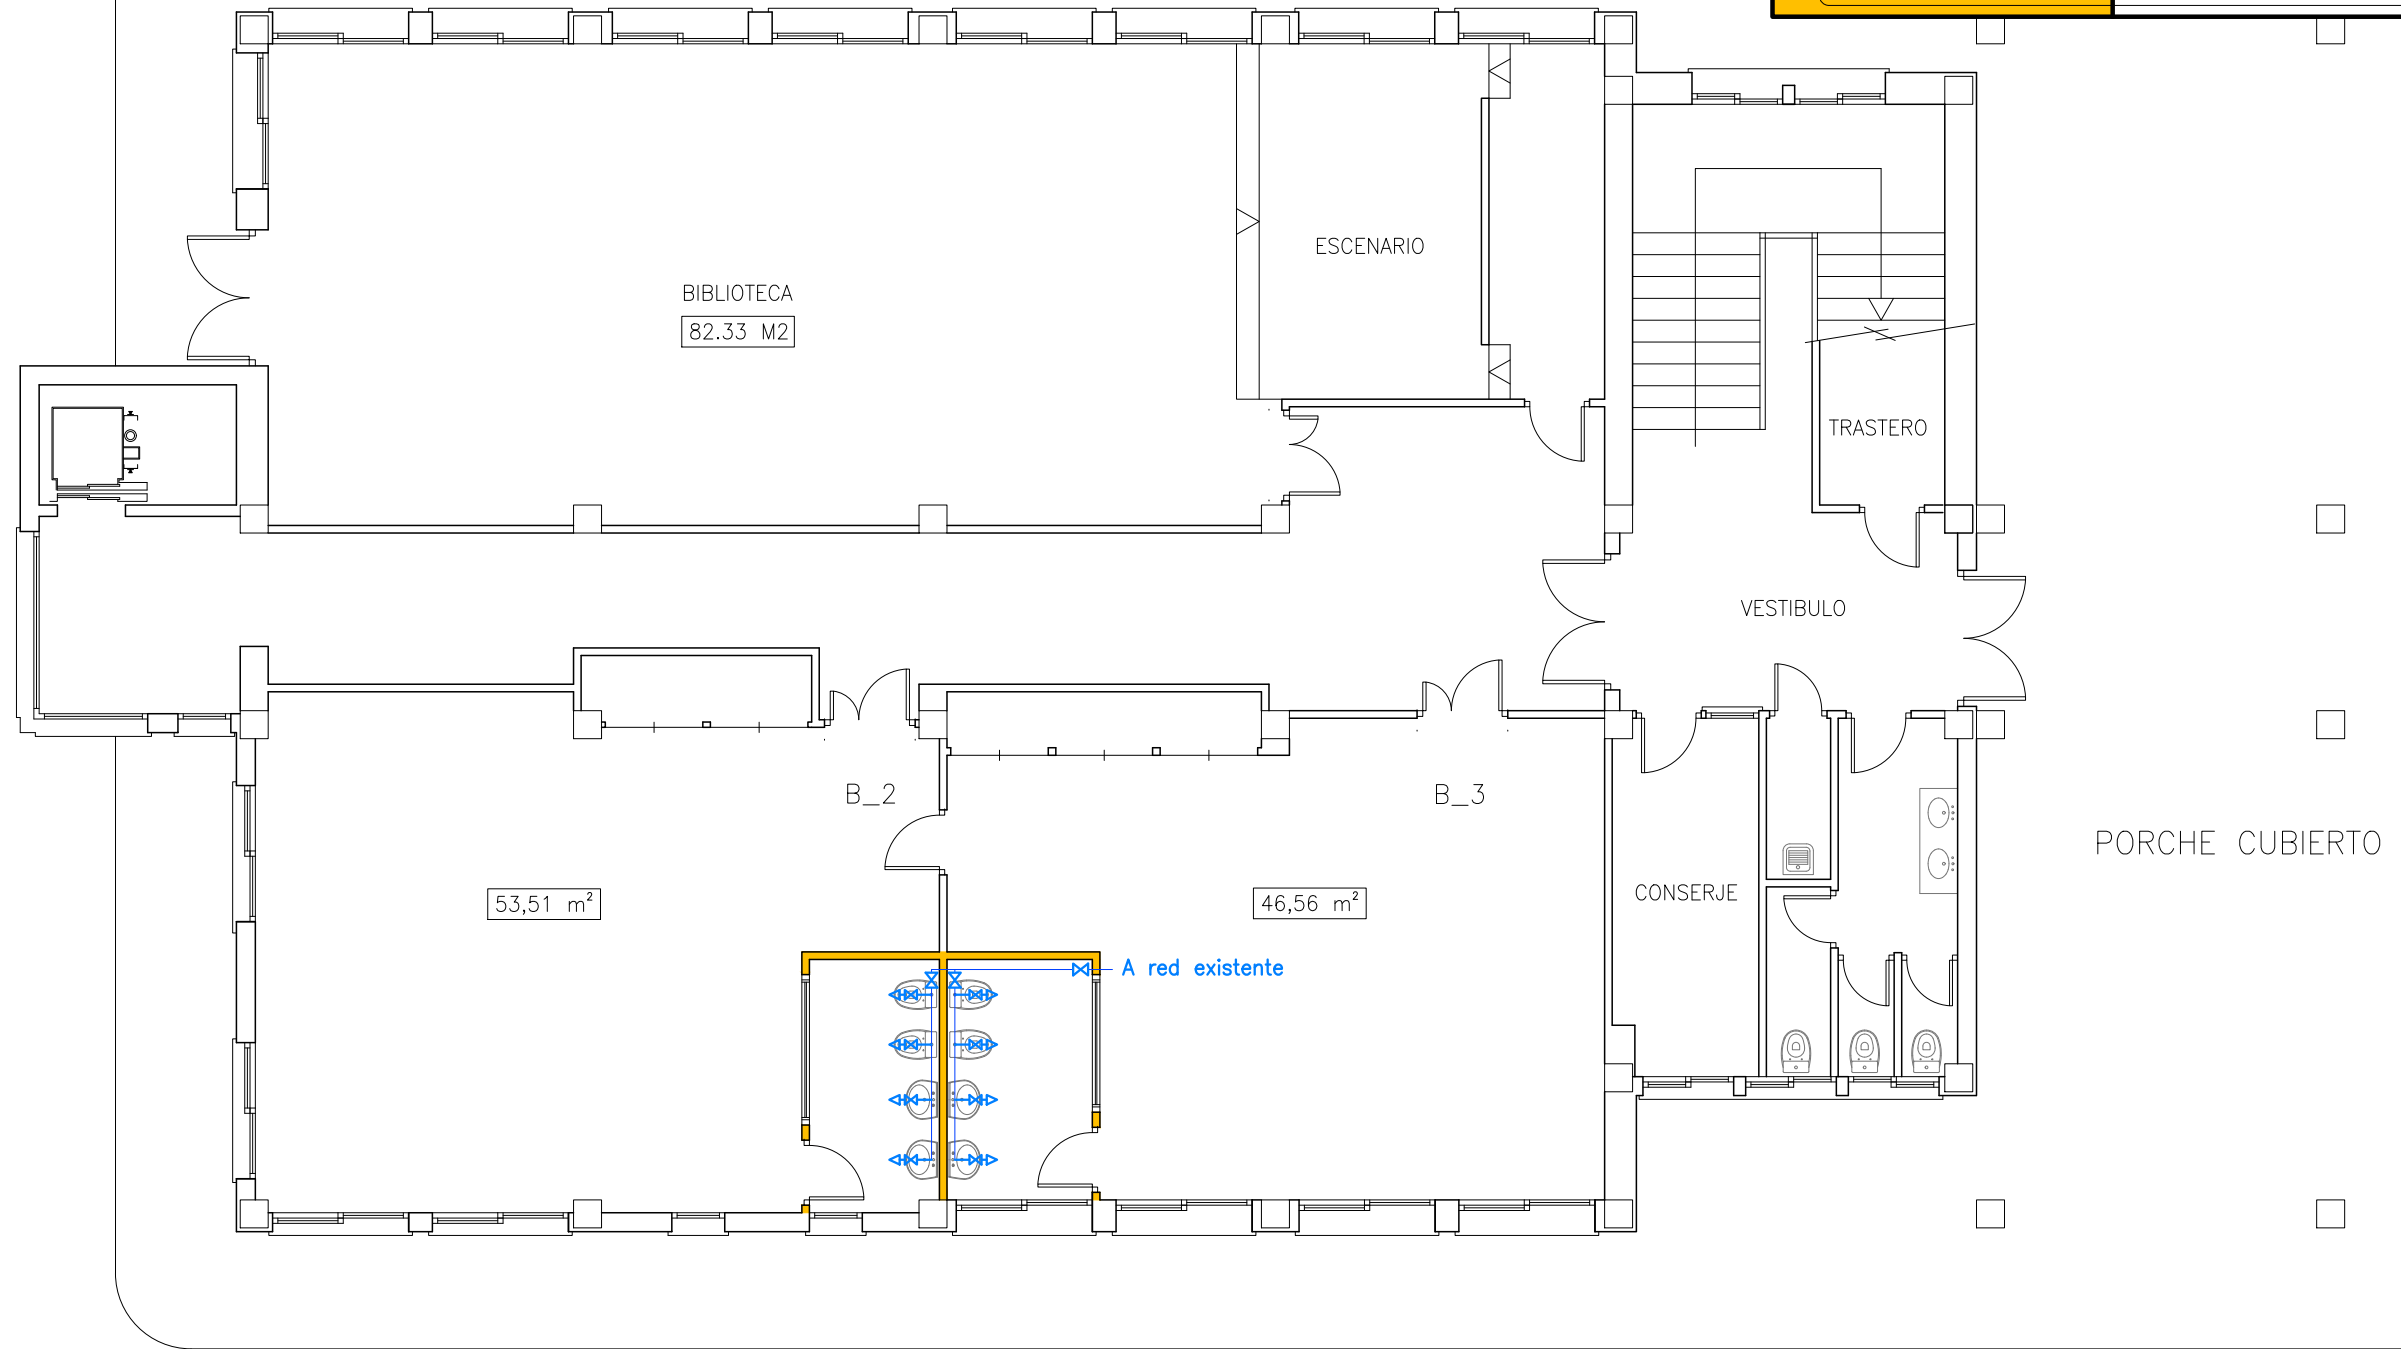 ESCENARIO
BIBLIOTECA
82.33 M2
TRASTERO
VESTIBULO
B_2
B_3
PORCHE CUBIERTO
CONSERJE
53,51 m²
46,56 m²
A red existente